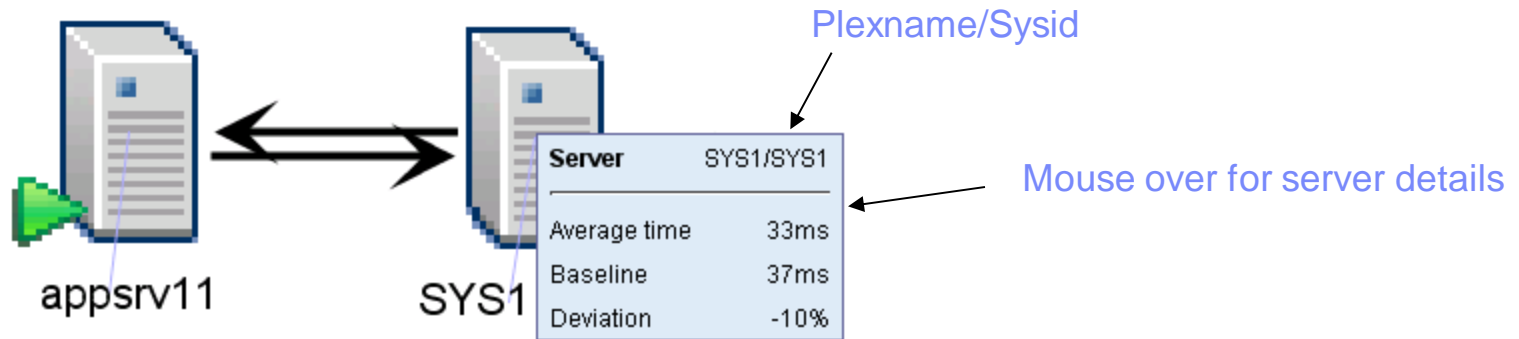 Plexname/Sysid
Server SYS1/SYS1
Mouse over for server details
Average time 33ms
Baseline 37ms
Deviation -10%
appsrv11
SYS1